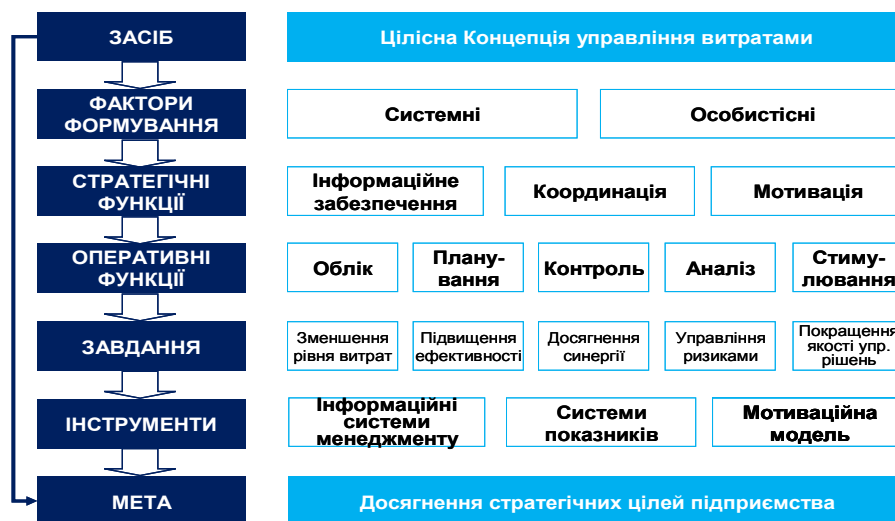 ЗАСІБ
Цілісна Концепція управління витратами
ФАКТОРИ
ФОРМУВАННЯ
Системні
Особистісні
СТРАТЕГІЧНІ
ФУНКЦІЇ
Інформаційне
забезпечення
Координація
Мотивація
ОПЕРАТИВНІ
ФУНКЦІЇ
Облік
Плану-
вання
Контроль
Аналіз
Стиму-
лювання
ЗАВДАННЯ
Зменшення
рівня витрат
Підвищення
ефективності
Досягнення
синергії
Управління
ризиками
Покращення
якості упр.
рішень
ІНСТРУМЕНТИ
Інформаційні
системи
менеджменту
Системи
показників
Мотиваційна
модель
МЕТА
Досягнення стратегічних цілей підприємства